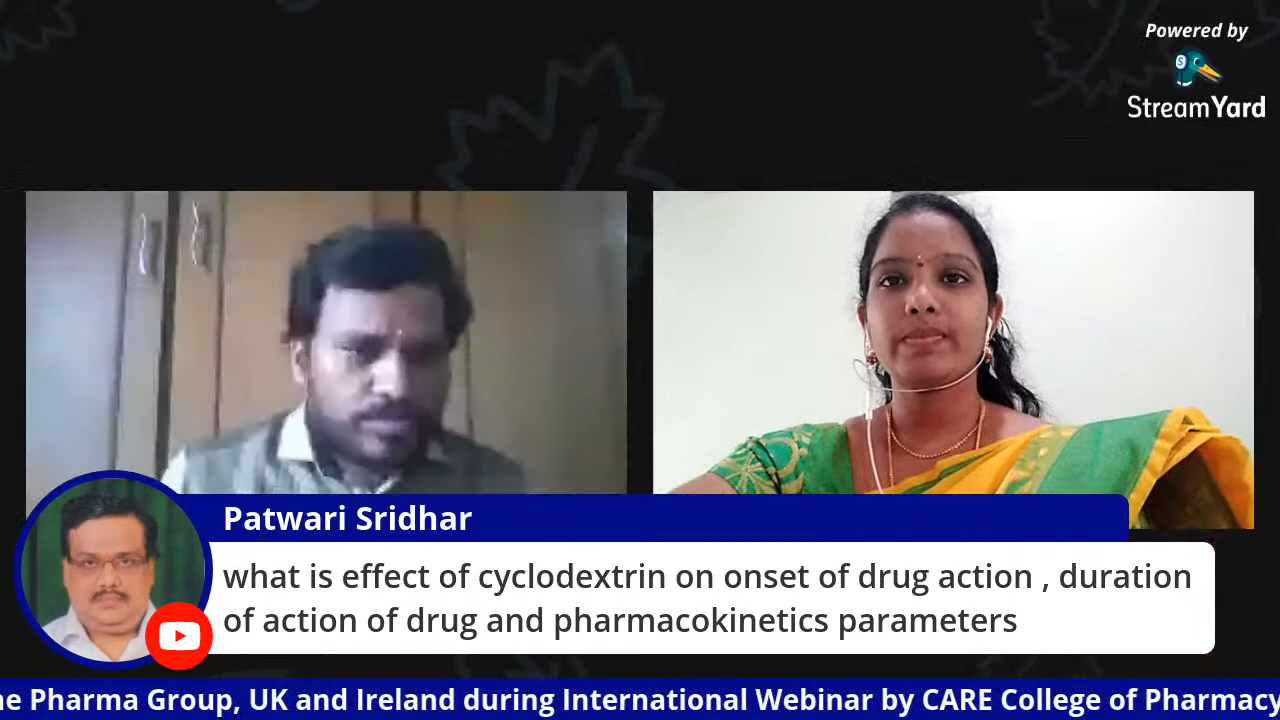 Powered by
StreamYard
Patwari Sridhar
what is effect of cyclodextrin on onset of drug action , duration
of action of drug and pharmacokinetics parameters
Pharma Group, UK and Ireland during International Webinar by CARE College of Pharmacy